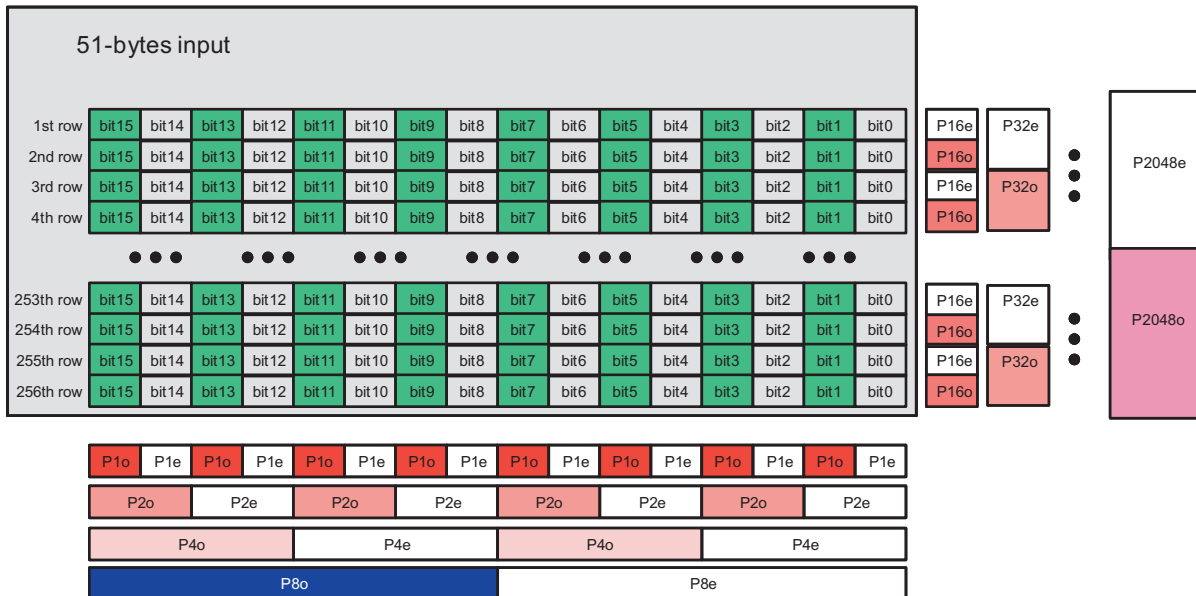 51-bytes input
1st row bit15 bit14 bit13 bit12 bit11 bit10 bit9 bit8 bit7 bit6 bit5 bit4 bit3 bit2 bit1 bit0 P16e P32e
2nd row bit15 bit14 bit13 bit12 bit11 bit10 bit9 bit8 bit7 bit6 bit5 bit4 bit3 bit2 bit1 bit0 P16o P2048e
3rd row bit15 bit14 bit13 bit12 bit11 bit10 bit9 bit8 bit7 bit6 bit5 bit4 bit3 bit2 bit1 bit0 P16e P32o
4th row bit15 bit14 bit13 bit12 bit11 bit10 bit9 bit8 bit7 bit6 bit5 bit4 bit3 bit2 bit1 bit0 P16o
253th row bit15 bit14 bit13 bit12 bit11 bit10 bit9 bit8 bit7 bit6 bit5 bit4 bit3 bit2 bit1 bit0 P16e P32e
254th row bit15 bit14 bit13 bit12 bit11 bit10 bit9 bit8 bit7 bit6 bit5 bit4 bit3 bit2 bit1 bit0 P16o P2048o
255th row bit15 bit14 bit13 bit12 bit11 bit10 bit9 bit8 bit7 bit6 bit5 bit4 bit3 bit2 bit1 bit0 P16e P32o
256th row bit15 bit14 bit13 bit12 bit11 bit10 bit9 bit8 bit7 bit6 bit5 bit4 bit3 bit2 bit1 bit0 P16o
P1o P1e P1o P1e P1o P1e P1o P1e P1o P1e P1o P1e P1o P1e P1o P1e
P2o P2e P2o P2e P2o P2e P2o P2e
P4o P4e P4o P4e
P8o P8e